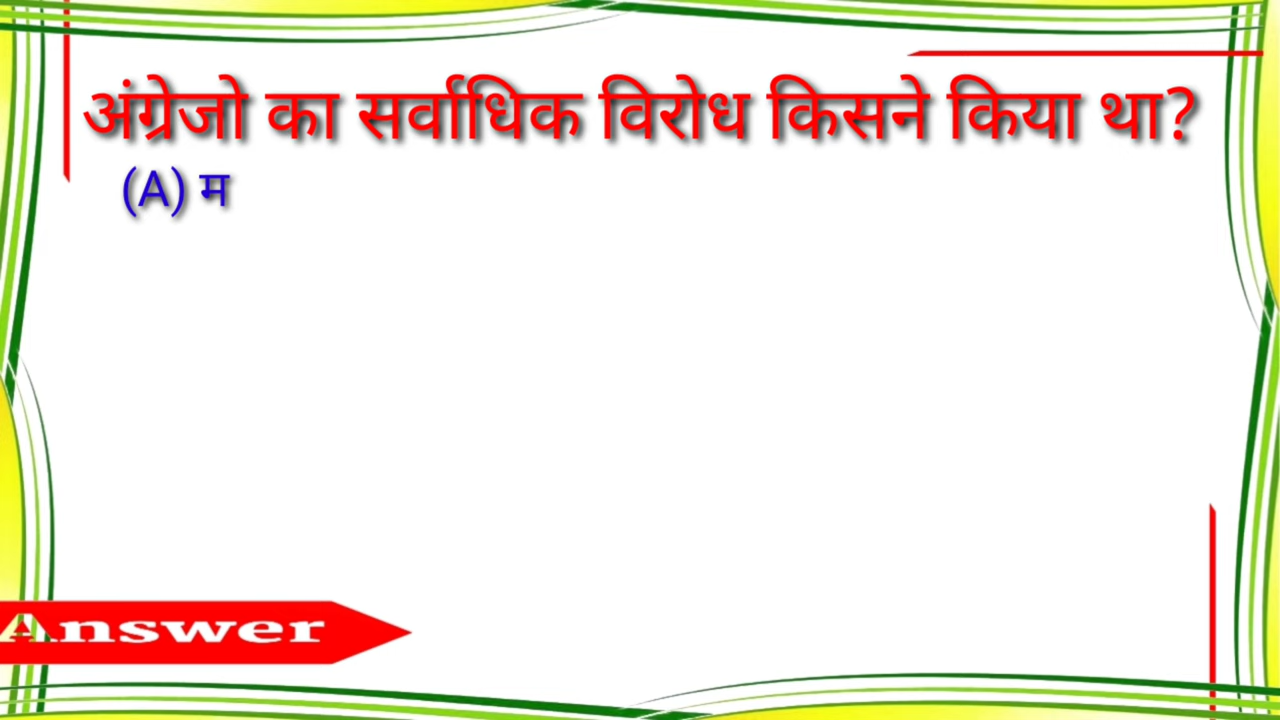 अंग्रेजो का सर्वाधिक विरोध किसने किया था?
(A) म
Answer